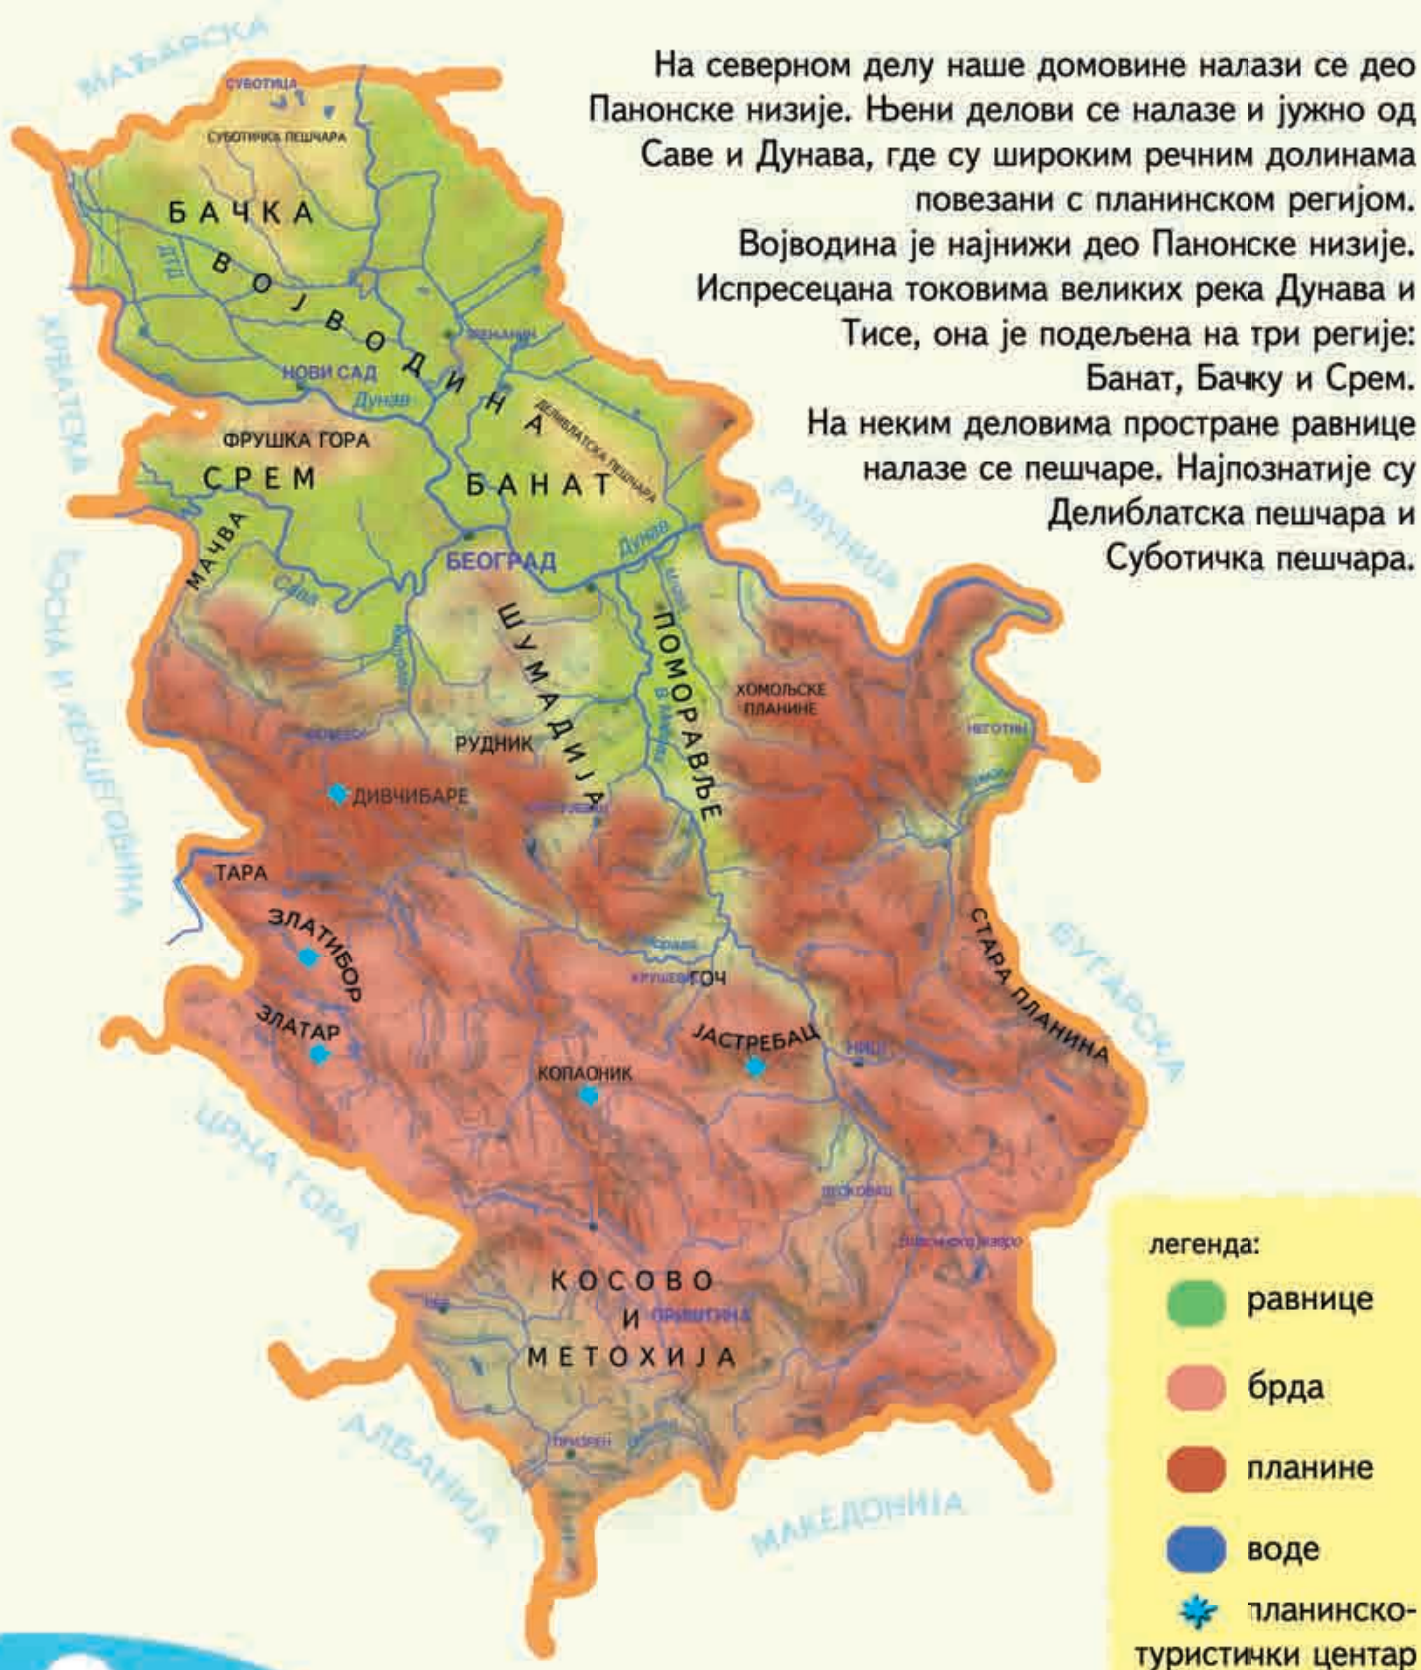 На северном делу наше домовине налази се део
Панонске низије. Њени делови се налазе и јужно од
Саве и Дунава, где су широким речним долинама
повезани с планинском регијом.
Војводина је најнижи део Панонске низије.
Испресецана токовима великих река Дунава и
Тисе, она је подељена на три регије:
Банат, Бачку и Срем.
На неким деловима простране равнице
налазе се пешчаре. Најпознатије су
Делиблатска пешчара и
Суботичка пешчара.
МАЂАРСКА
СУБОТИЦА
СУБОТИЧКА ПЕШЧАРА
БАЧКА
ДТД
ВОЈВОДИНА
НОВИ САД
Дунав
ДЕЛИБЛАТСКА ПЕШЧАРА
ФРУШКА ГОРА
СРЕМ
БАНАТ
РУМУНИЈА
МАЧВА
Сава
БЕОГРАД
Дунав
БОСНА И ХЕРЦЕГОВИНА
ШУМАДИЈА
ПОМОРАВЉЕ
ХОМОЉСКЕ
ПЛАНИНЕ
НЕГОТИН
РУДНИК
ДИВЧИБАРЕ
ТАРА
ЗЛАТИБОР
СТАРА ПЛАНИНА
БУГАРСКА
ГОЧ
ЗЛАТАР
ЈАСТРЕБАЦ
НИШ
КОПАОНИК
ЦРНА ГОРА
ЛЕСКОВАЦ
КОСОВО
И
ПРИШТИНА
МЕТОХИЈА
ПРИЗРЕН
АЛБАНИЈА
МАКЕДОНИЈА
легенда:
равнице
брда
планине
воде
планинско-
туристички центар